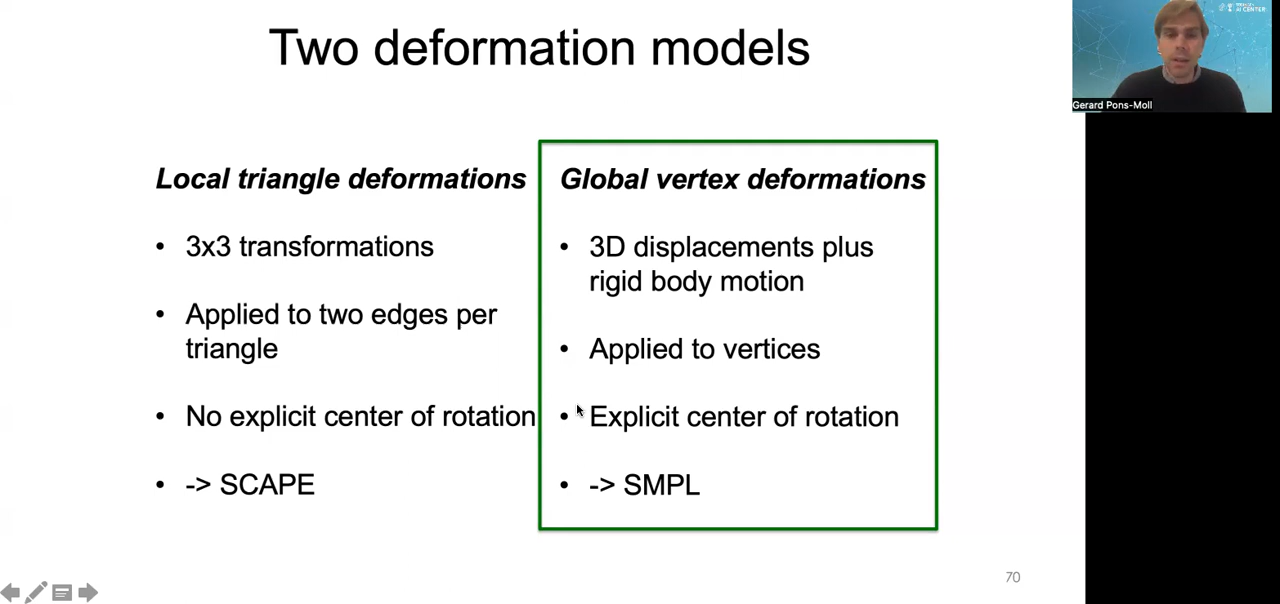 Two deformation models
AI CENTER
Gerard Pons-Moll
Local triangle deformations
• 3x3 transformations
• Applied to two edges per
triangle
• No explicit center of rotation
• -> SCAPE
Global vertex deformations
• 3D displacements plus
rigid body motion
• Applied to vertices
• Explicit center of rotation
• -> SMPL
70